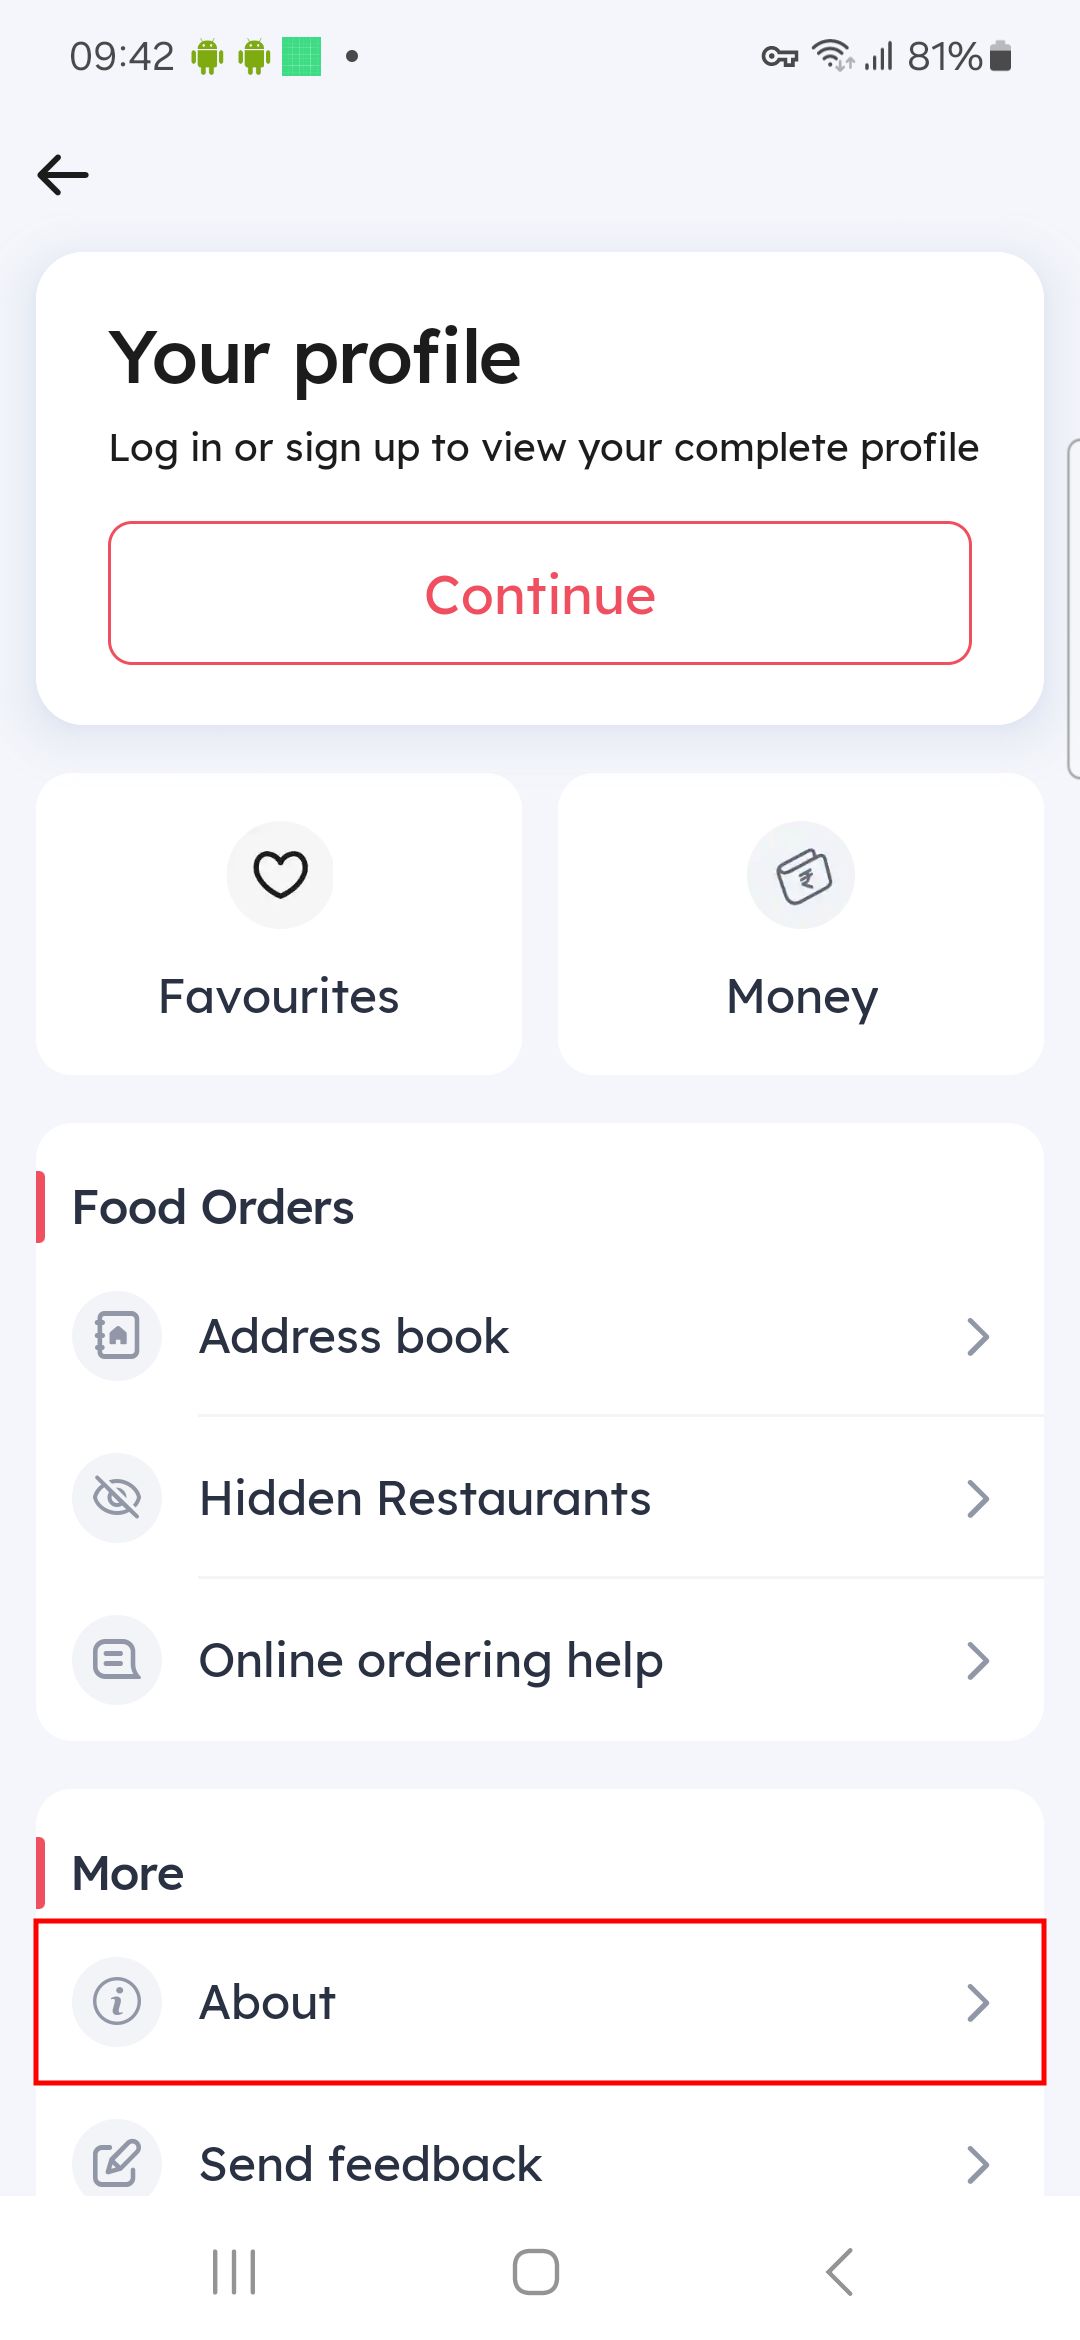 09:42
81%
Your profile
Log in or sign up to view your complete profile
Continue
Favourites
Money
Food Orders
Address book
Hidden Restaurants
Online ordering help
More
About
Send feedback